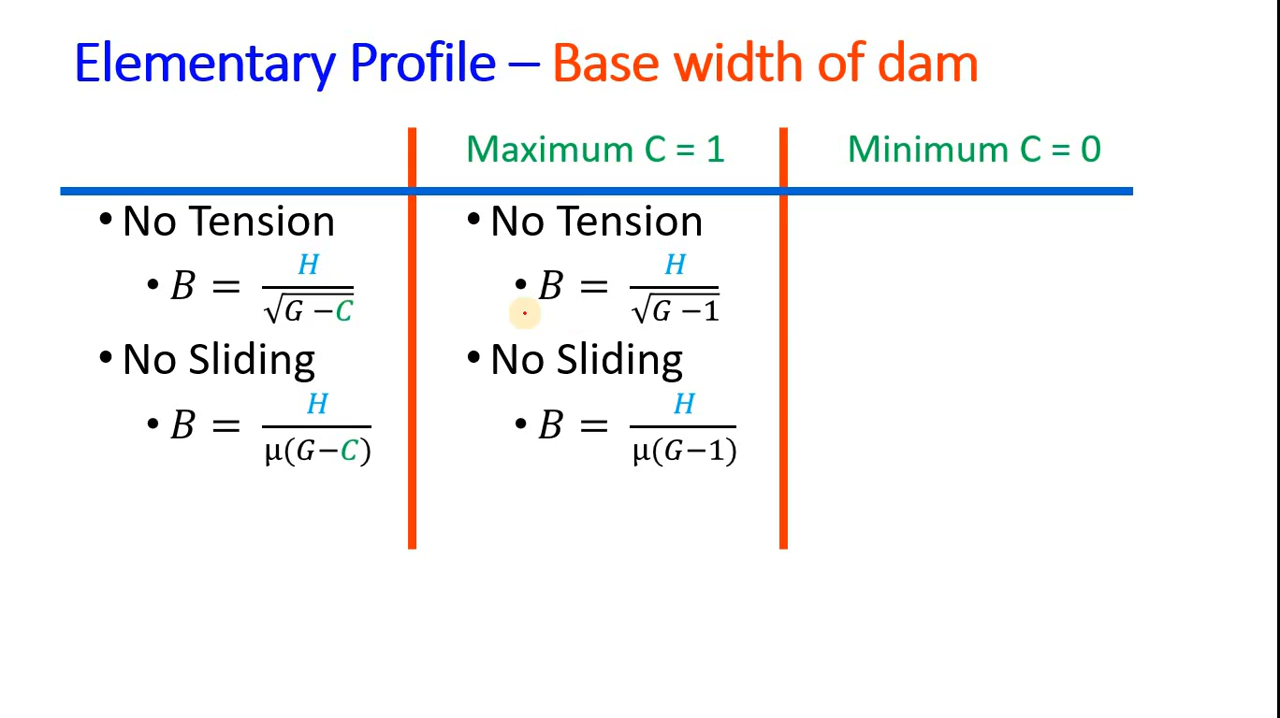 Elementary Profile – Base width of dam
Maximum C = 1
Minimum C = 0
• No Tension
• B = H / √(G − C)
• No Sliding
• B = H / μ(G−C)
• No Tension
• B = H / √(G − 1)
• No Sliding
• B = H / μ(G−1)